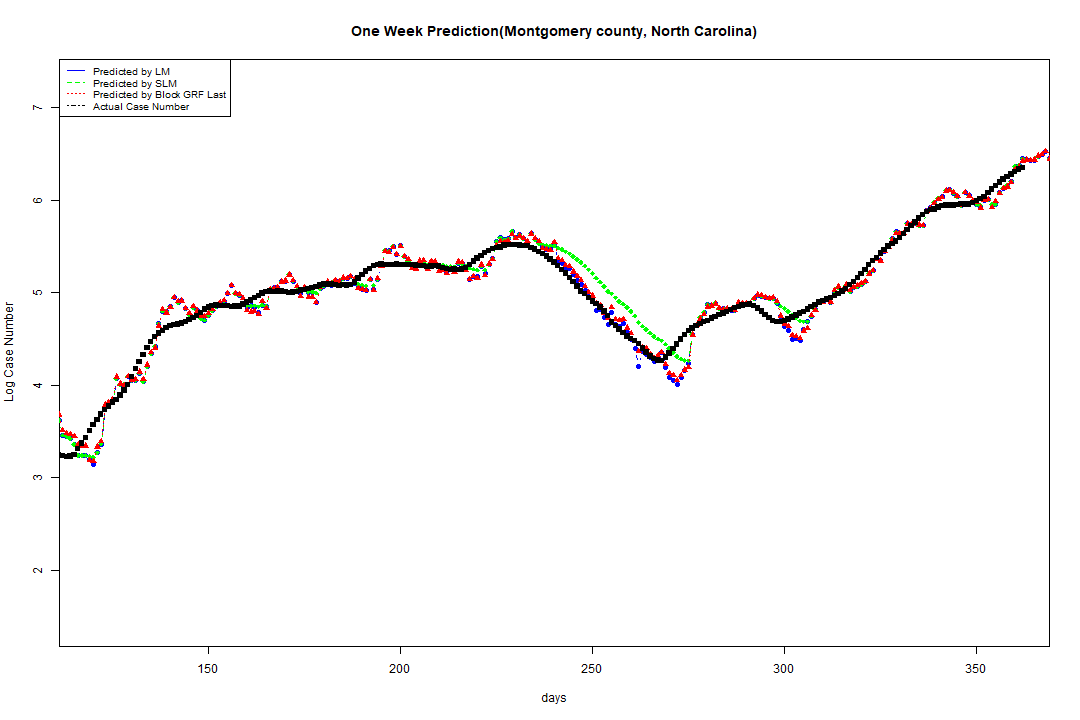 One Week Prediction(Montgomery county, North Carolina)
Predicted by LM
Predicted by SLM
Predicted by Block GRF Last
Actual Case Number
7
6
5
4
3
2
Log Case Number
150 200 250 300 350
days